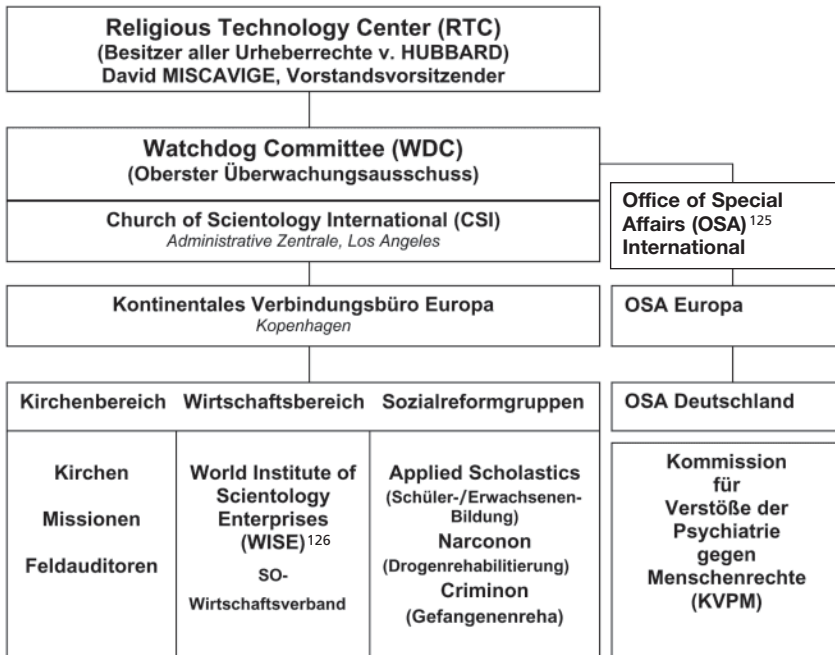 Religious Technology Center (RTC)
(Besitzer aller Urheberrechte v. HUBBARD)
David MISCAVIGE, Vorstandsvorsitzender
Watchdog Committee (WDC)
(Oberster Überwachungsausschuss)
Church of Scientology International (CSI)
Administrative Zentrale, Los Angeles
Office of Special
Affairs (OSA) 125
International
Kontinentales Verbindungsbüro Europa
Kopenhagen
OSA Europa
Kirchenbereich
Wirtschaftsbereich
Sozialreformgruppen
OSA Deutschland
Kirchen
Missionen
Feldauditoren
World Institute of
Scientology
Enterprises
(WISE) 126
SO-
Wirtschaftsverband
Applied Scholastics
(Schüler-/Erwachsenen-
Bildung)
Narconon
(Drogenrehabilitierung)
Criminon
(Gefangenenreha)
Kommission
für
Verstöße der
Psychiatrie
gegen
Menschenrechte
(KVPM)